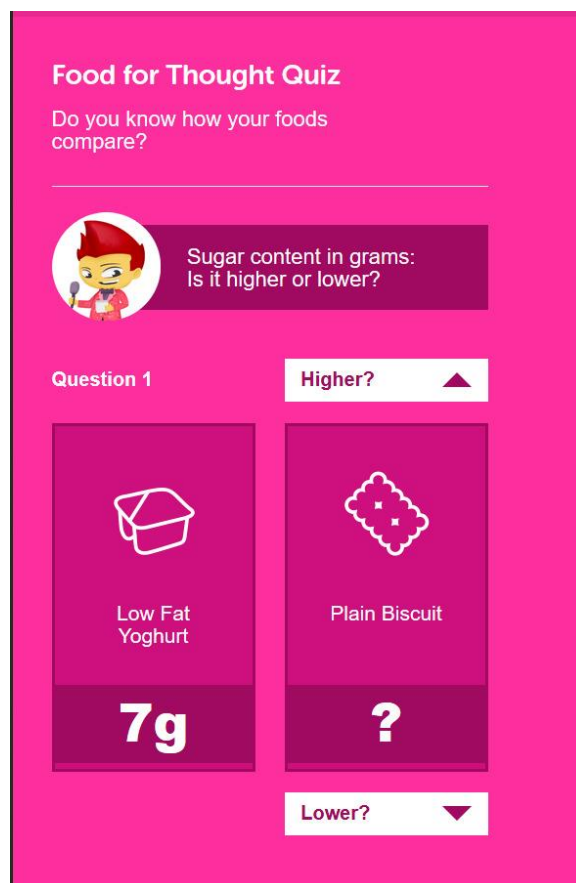 Food for Thought Quiz
Do you know how your foods
compare?
Sugar content in grams:
Is it higher or lower?
Question 1
Higher?
Low Fat
Yoghurt
7g
Plain Biscuit
?
Lower?